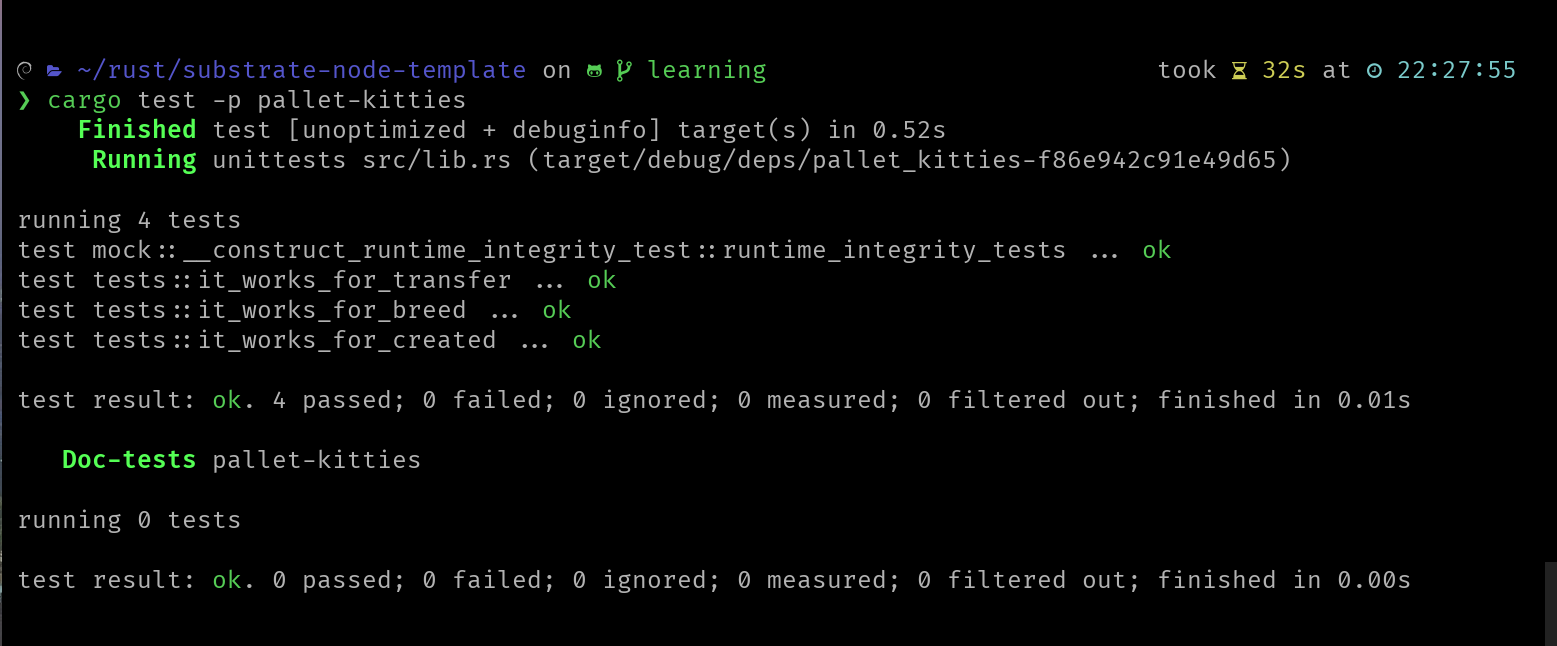 ~/rust/substrate-node-template on learning took 32s at 22:27:55
❯ cargo test -p pallet-kitties
Finished test [unoptimized + debuginfo] target(s) in 0.52s
Running unittests src/lib.rs (target/debug/deps/pallet_kitties-f86e942c91e49d65)
running 4 tests
test mock::__construct_runtime_integrity_test::runtime_integrity_tests ... ok
test tests::it_works_for_transfer ... ok
test tests::it_works_for_breed ... ok
test tests::it_works_for_created ... ok
test result: ok. 4 passed; 0 failed; 0 ignored; 0 measured; 0 filtered out; finished in 0.01s
Doc-tests pallet-kitties
running 0 tests
test result: ok. 0 passed; 0 failed; 0 ignored; 0 measured; 0 filtered out; finished in 0.00s